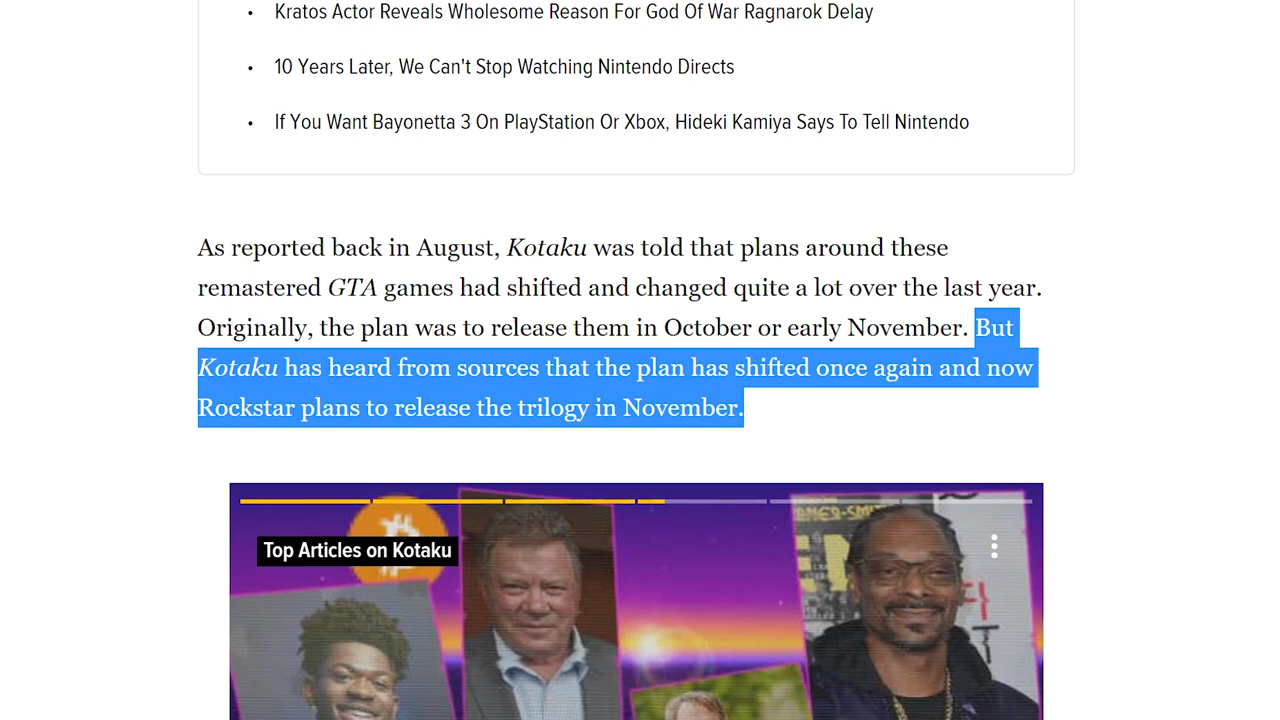 • Kratos Actor Reveals Wholesome Reason For God Of War Ragnarok Delay
• 10 Years Later, We Can't Stop Watching Nintendo Directs
• If You Want Bayonetta 3 On PlayStation Or Xbox, Hideki Kamiya Says To Tell Nintendo
As reported back in August, Kotaku was told that plans around these
remastered GTA games had shifted and changed quite a lot over the last year.
Originally, the plan was to release them in October or early November. But
Kotaku has heard from sources that the plan has shifted once again and now
Rockstar plans to release the trilogy in November.
Top Articles on Kotaku